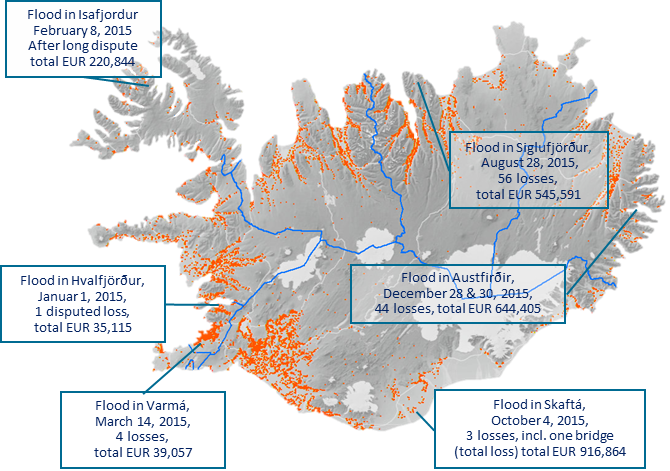 Flood in Isafjordur
February 8, 2015
After long dispute
total EUR 220,844
Flood in Siglufjörður,
August 28, 2015,
56 losses,
total EUR 545,591
Flood in Hvalfjörður,
Januar 1, 2015,
1 disputed loss,
total EUR 35,115
Flood in Austfirðir,
December 28 & 30, 2015,
44 losses, total EUR 644,405
Flood in Varmá,
March 14, 2015,
4 losses,
total EUR 39,057
Flood in Skaftá,
October 4, 2015,
3 losses, incl. one bridge
(total loss) total EUR 916,864